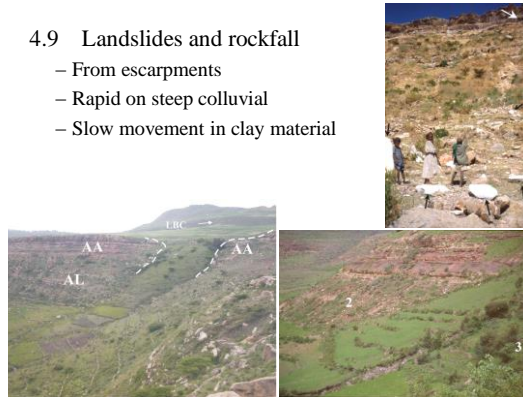 4.9 Landslides and rockfall
– From escarpments
– Rapid on steep colluvial
– Slow movement in clay material
LBC
AA
AA
AL
2
3